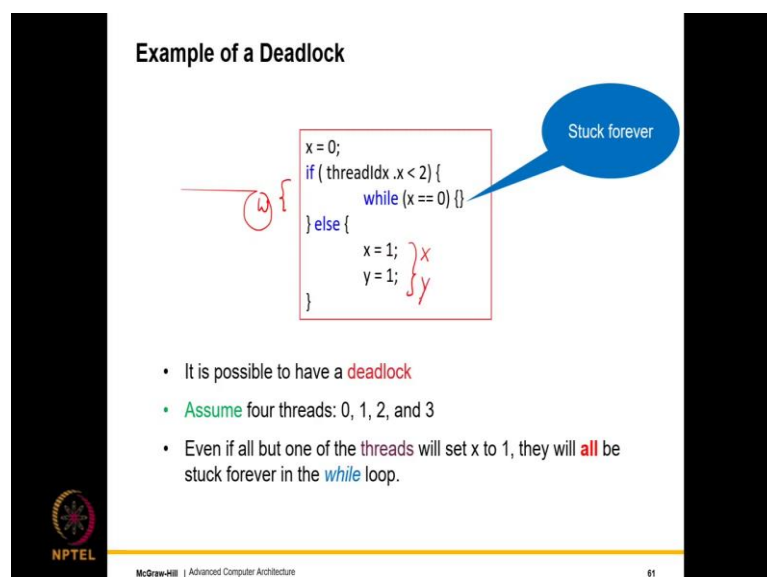 Example of a Deadlock
Stuck forever
x = 0;
if ( threadIdx .x < 2) {
while (x == 0) {}
} else {
x = 1;
y = 1;
}
w {
} x
y
• It is possible to have a deadlock
• Assume four threads: 0, 1, 2, and 3
• Even if all but one of the threads will set x to 1, they will all be
stuck forever in the while loop.
NPTEL
McGraw-Hill | Advanced Computer Architecture
61